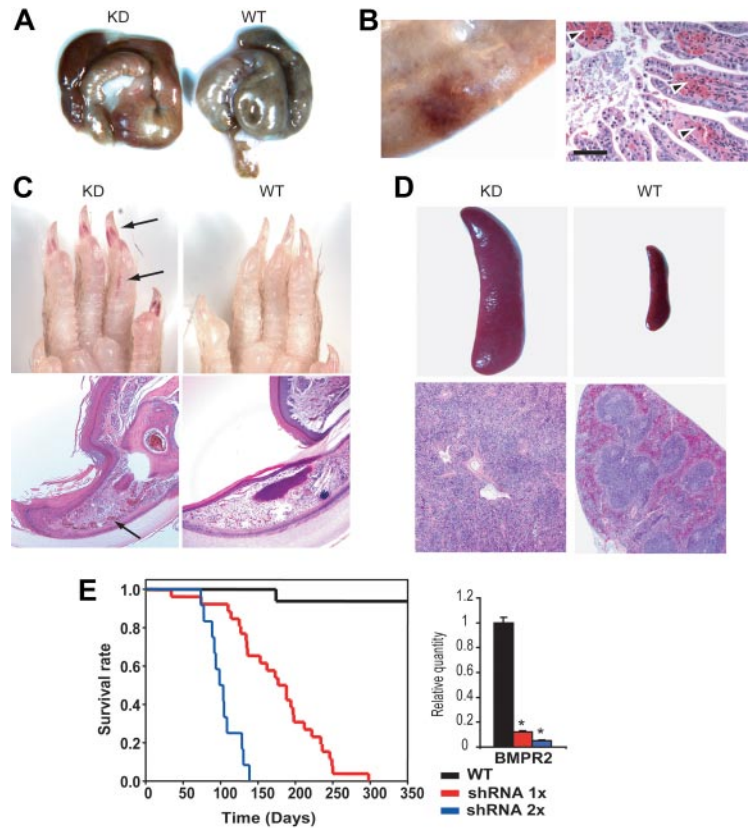 A
KD
WT
B
C
KD
WT
D
KD
WT
E
1.0
0.8
0.6
0.4
0.2
0.0
Survival rate
0 50 100 150 200 250 300 350
Time (Days)
1.2
1
0.8
0.6
0.4
0.2
0
Relative quantity
* *
BMPR2
WT
shRNA 1x
shRNA 2x